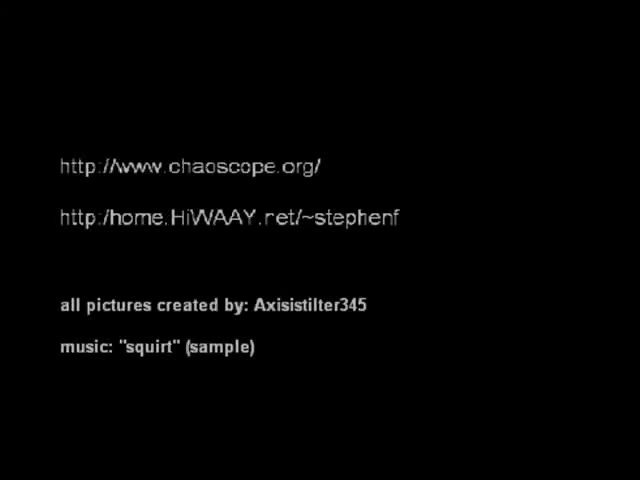 http://www.chaoscope.org/
http:/home.HiWAAY.net/~stephenf
all pictures created by: Axisistilter345
music: "squirt" (sample)